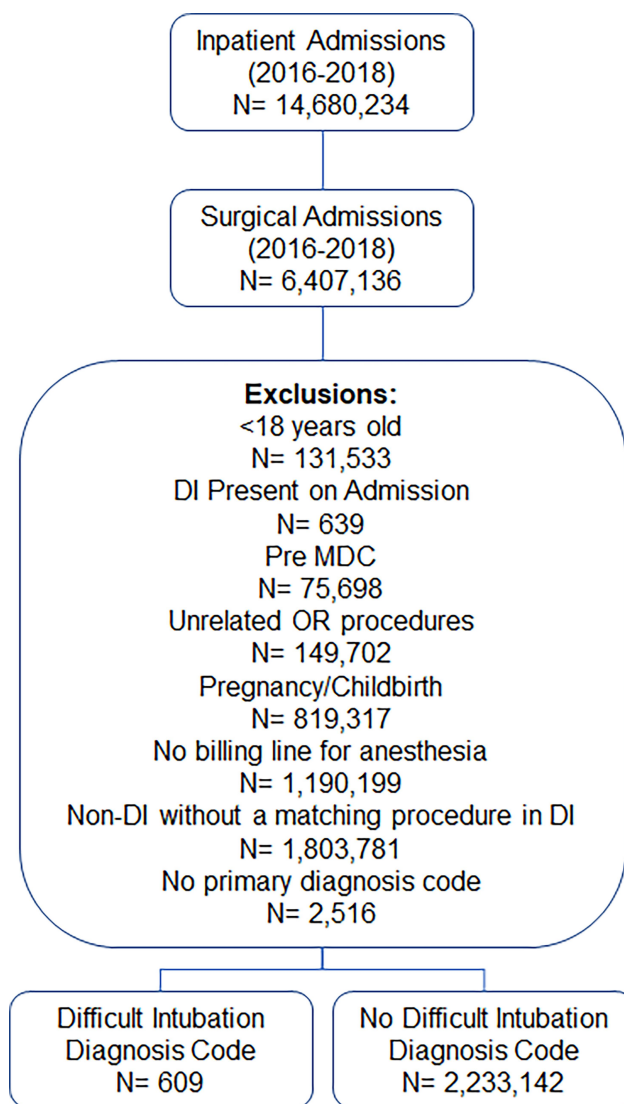 Inpatient Admissions
(2016-2018)
N= 14,680,234
Surgical Admissions
(2016-2018)
N= 6,407,136
Exclusions:
<18 years old
N= 131,533
DI Present on Admission
N= 639
Pre MDC
N= 75,698
Unrelated OR procedures
N= 149,702
Pregnancy/Childbirth
N= 819,317
No billing line for anesthesia
N= 1,190,199
Non-DI without a matching procedure in DI
N= 1,803,781
No primary diagnosis code
N= 2,516
Difficult Intubation
Diagnosis Code
N= 609
No Difficult Intubation
Diagnosis Code
N= 2,233,142